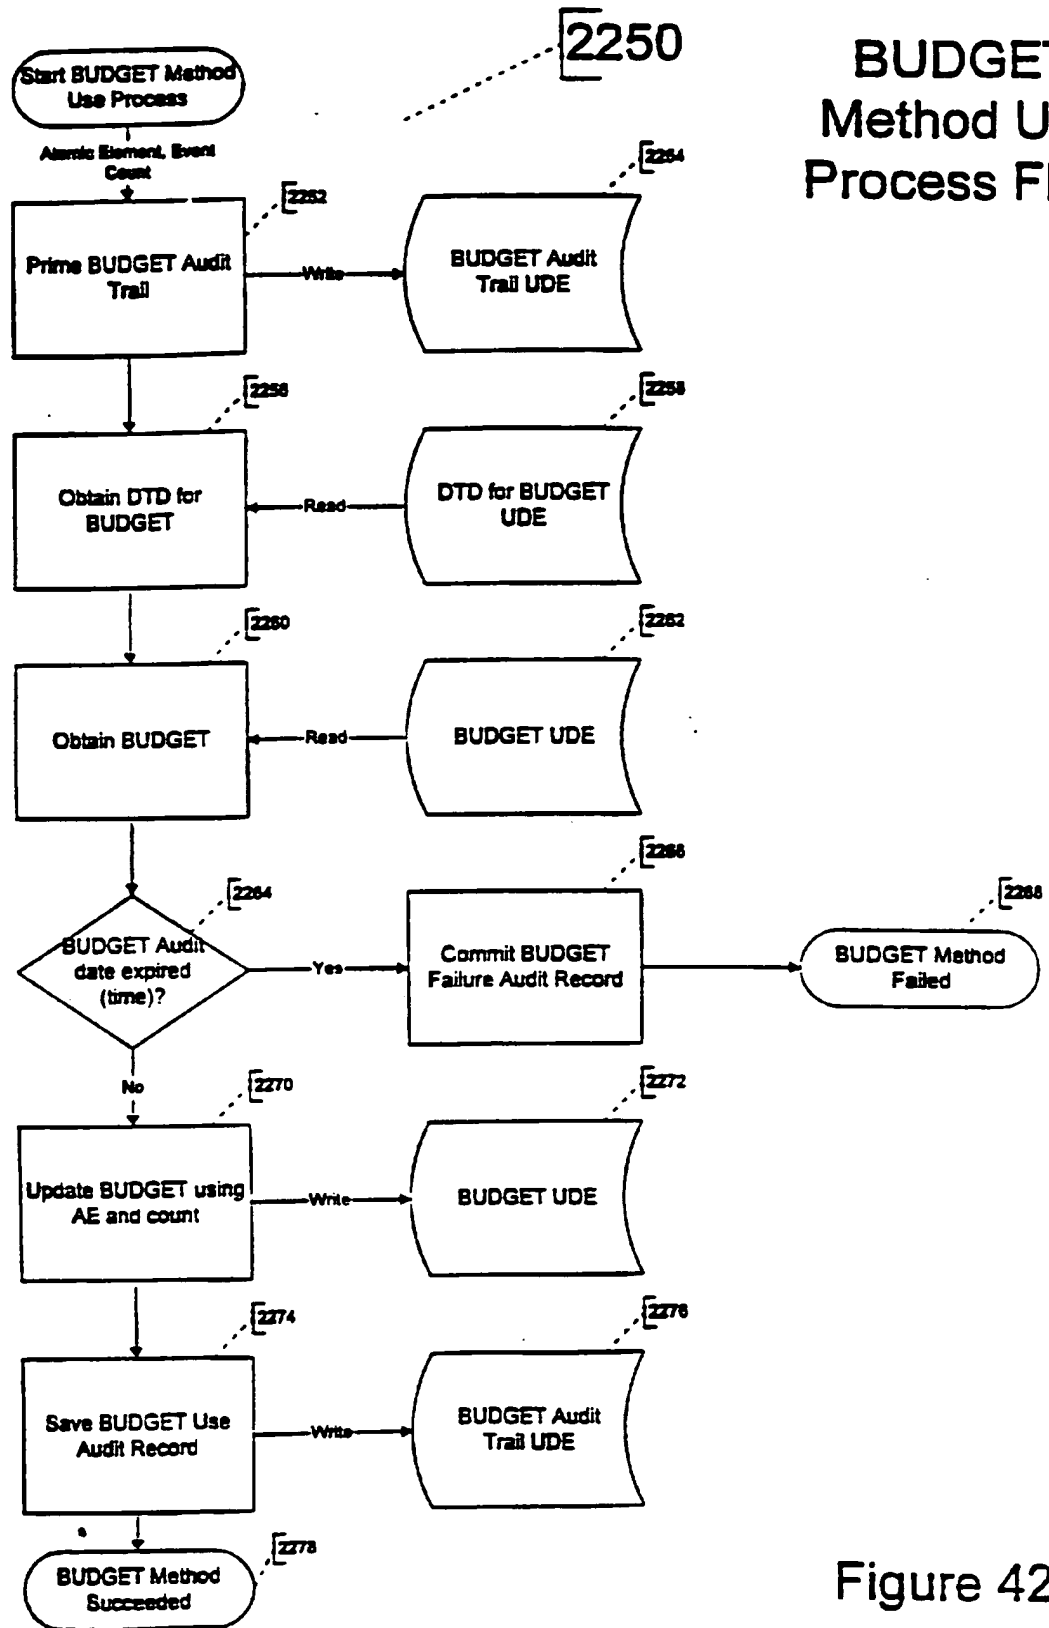 2250
BUDGET
Method U
Process Fl
Start BUDGET Method
Use Process
Atomic Element, Event
Count
2252
2254
Prime BUDGET Audit
Trail
Write
BUDGET Audit
Trail UDE
2256
2258
Obtain DTD for
BUDGET
Read
DTD for BUDGET
UDE
2260
2262
Obtain BUDGET
Read
BUDGET UDE
2264
2266
2268
BUDGET Audit
date expired
(time)?
Yes
Commit BUDGET
Failure Audit Record
BUDGET Method
Failed
No
2270
2272
Update BUDGET using
AE and count
Write
BUDGET UDE
2274
2276
Save BUDGET Use
Audit Record
Write
BUDGET Audit
Trail UDE
2278
BUDGET Method
Succeeded
Figure 42